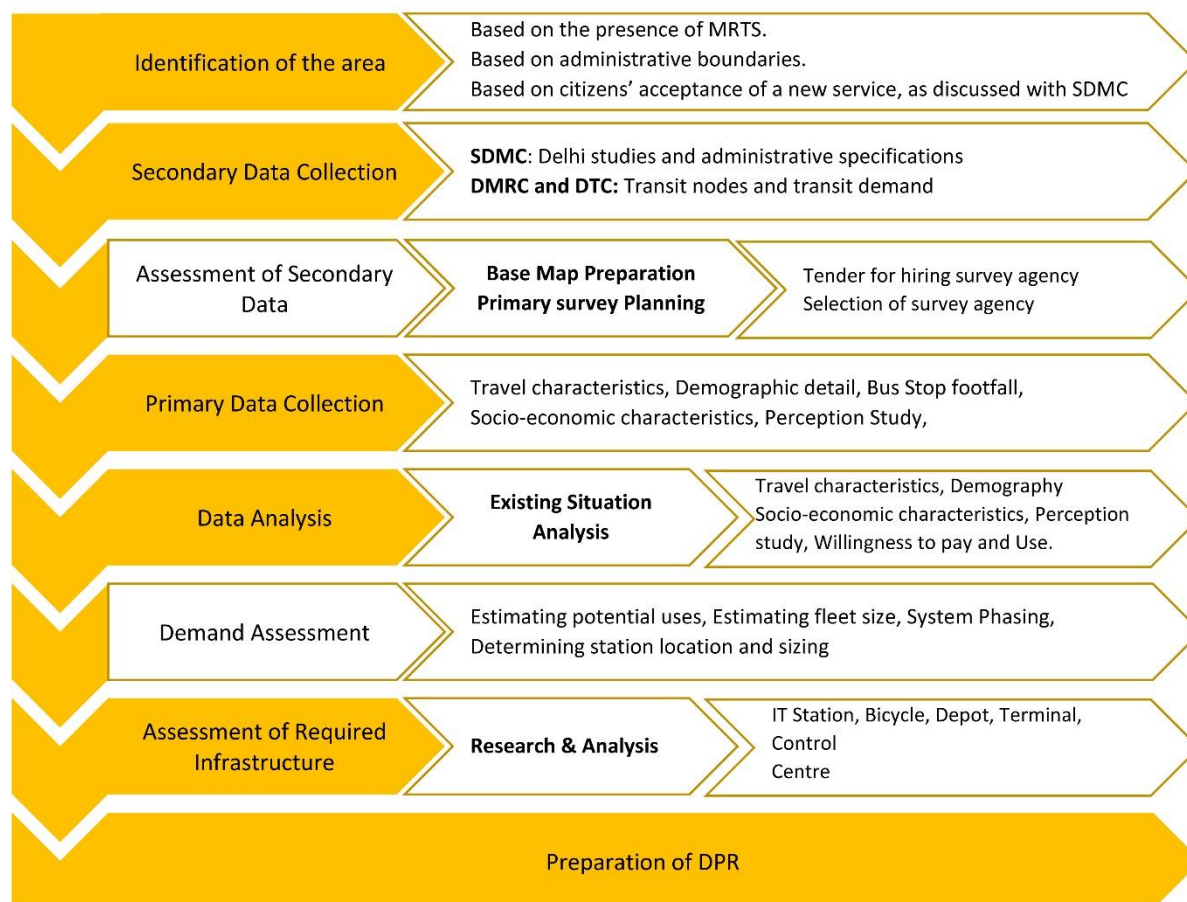 Identification of the area
Based on the presence of MRTS.
Based on administrative boundaries.
Based on citizens’ acceptance of a new service, as discussed with SDMC
Secondary Data Collection
SDMC: Delhi studies and administrative specifications
DMRC and DTC: Transit nodes and transit demand
Assessment of Secondary
Data
Base Map Preparation
Primary survey Planning
Tender for hiring survey agency
Selection of survey agency
Primary Data Collection
Travel characteristics, Demographic detail, Bus Stop footfall,
Socio-economic characteristics, Perception Study,
Data Analysis
Existing Situation
Analysis
Travel characteristics, Demography
Socio-economic characteristics, Perception
study, Willingness to pay and Use.
Demand Assessment
Estimating potential uses, Estimating fleet size, System Phasing,
Determining station location and sizing
Assessment of Required
Infrastructure
Research & Analysis
IT Station, Bicycle, Depot, Terminal,
Control
Centre
Preparation of DPR